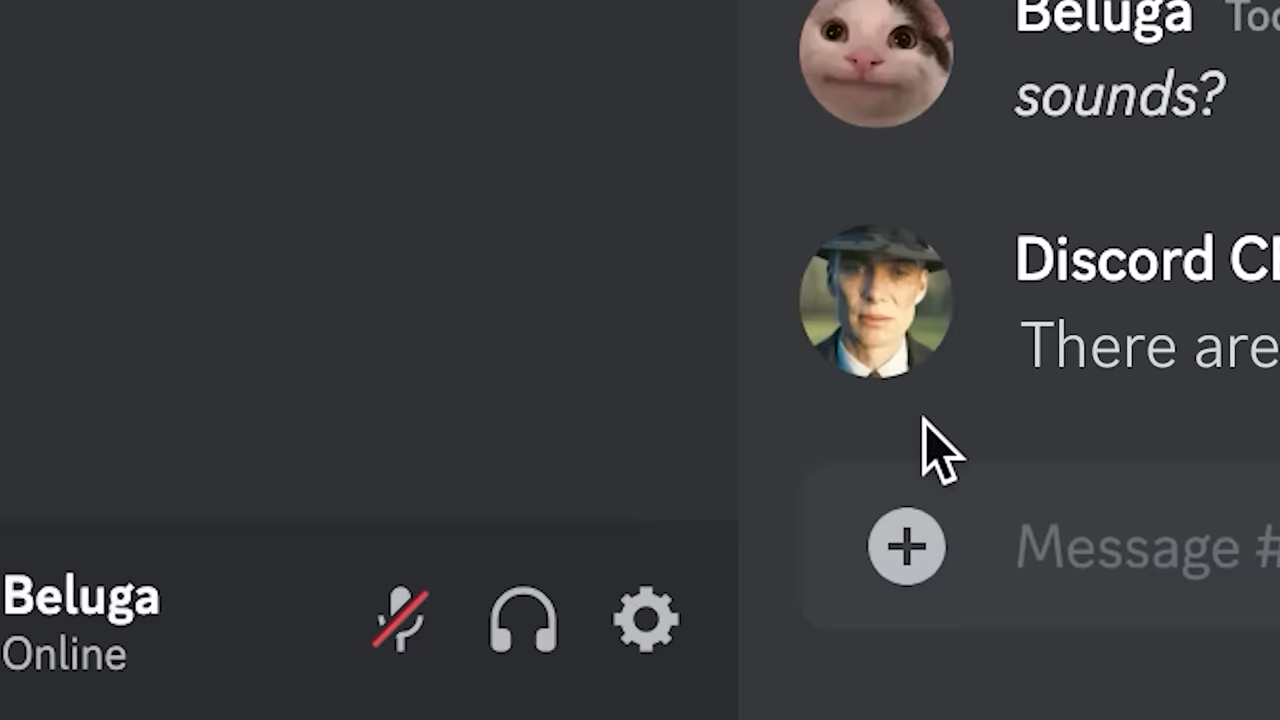 Beluga
sounds?
Discord
There are
Message #
Beluga
Online